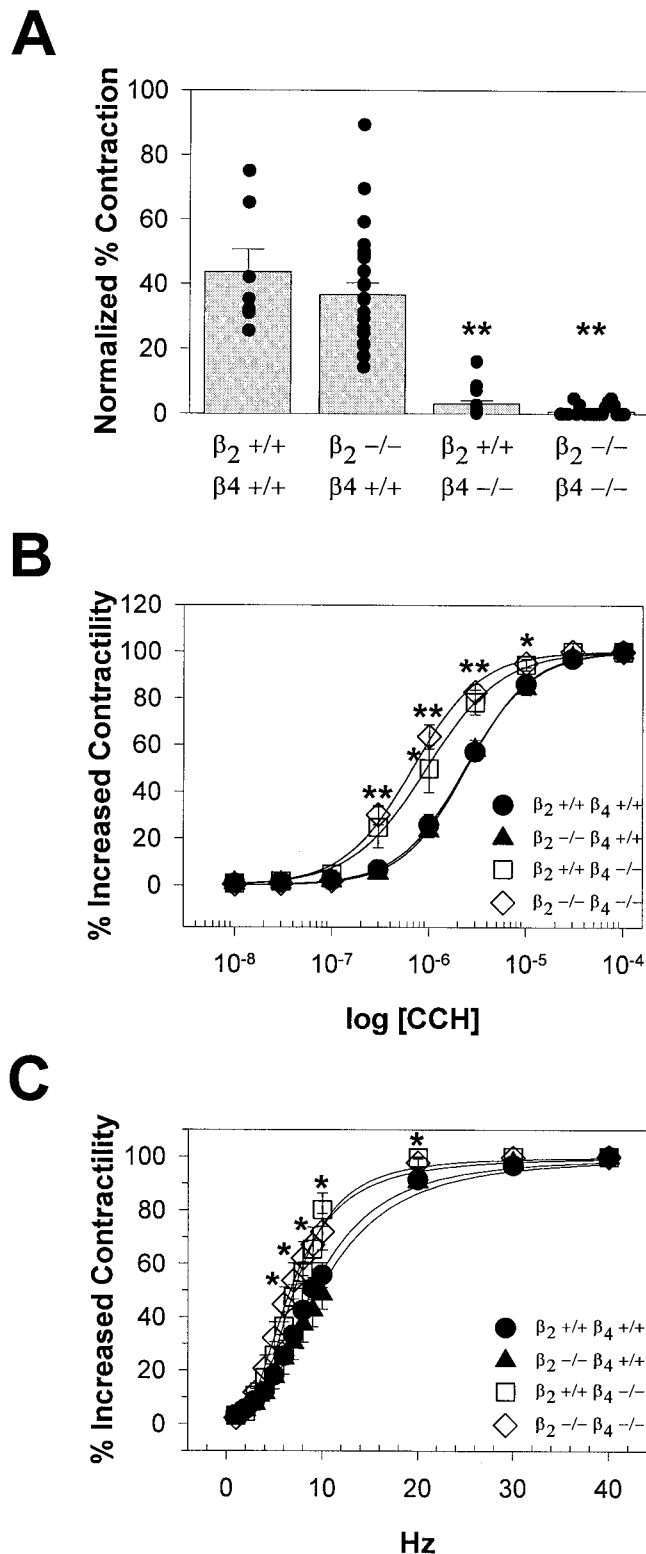 A
Normalized % Contraction
100
80
60
40
20
0
**
**
β2 +/+
β2 −/−
β2 +/+
β2 −/−
β4 +/+
β4 +/+
β4 −/−
β4 −/−
B
% Increased Contractility
120
100
80
60
40
20
0
*
**
**
*
**
β2 +/+ β4 +/+
β2 −/− β4 +/+
β2 +/+ β4 −/−
β2 −/− β4 −/−
10-8
10-7
10-6
10-5
10-4
log [CCH]
C
% Increased Contractility
100
80
60
40
20
0
*
*
*
*
*
β2 +/+ β4 +/+
β2 −/− β4 +/+
β2 +/+ β4 −/−
β2 −/− β4 −/−
0
10
20
30
40
Hz